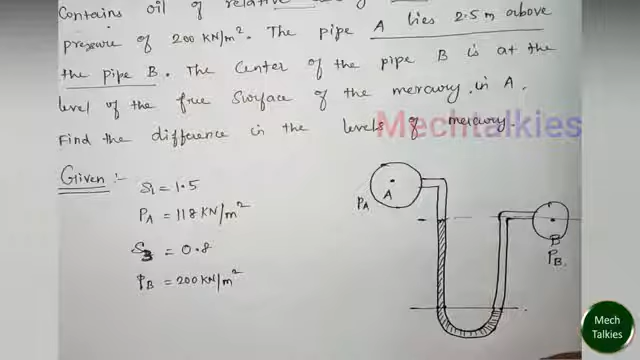 Contains oil of relative
pressure of 200 KN/m². The pipe A lies 2.5 m above
the pipe B. The Center of the pipe B is at the
level of the free Surface of the mercury in A.
Find the difference in the levels of mercury.
Mechtalkies
Given :-
S1 = 1.5
PA = 118 KN/m²
S3 = 0.8
PB = 200 KN/m²
A
PA
B
PB.
Mech
Talkies